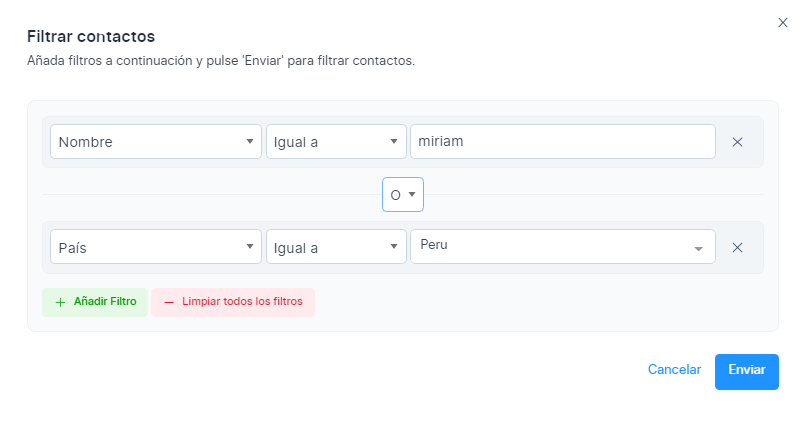 Filtrar contactos
Añada filtros a continuación y pulse 'Enviar' para filtrar contactos.
Nombre Igual a miriam
O
País Igual a Peru
Añadir Filtro Limpiar todos los filtros
Cancelar Enviar